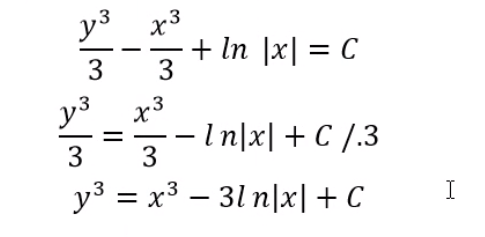 y³/3 − x³/3 + ln |x| = C
y³/3 = x³/3 − l n|x| + C /.3
y³ = x³ − 3l n|x| + C